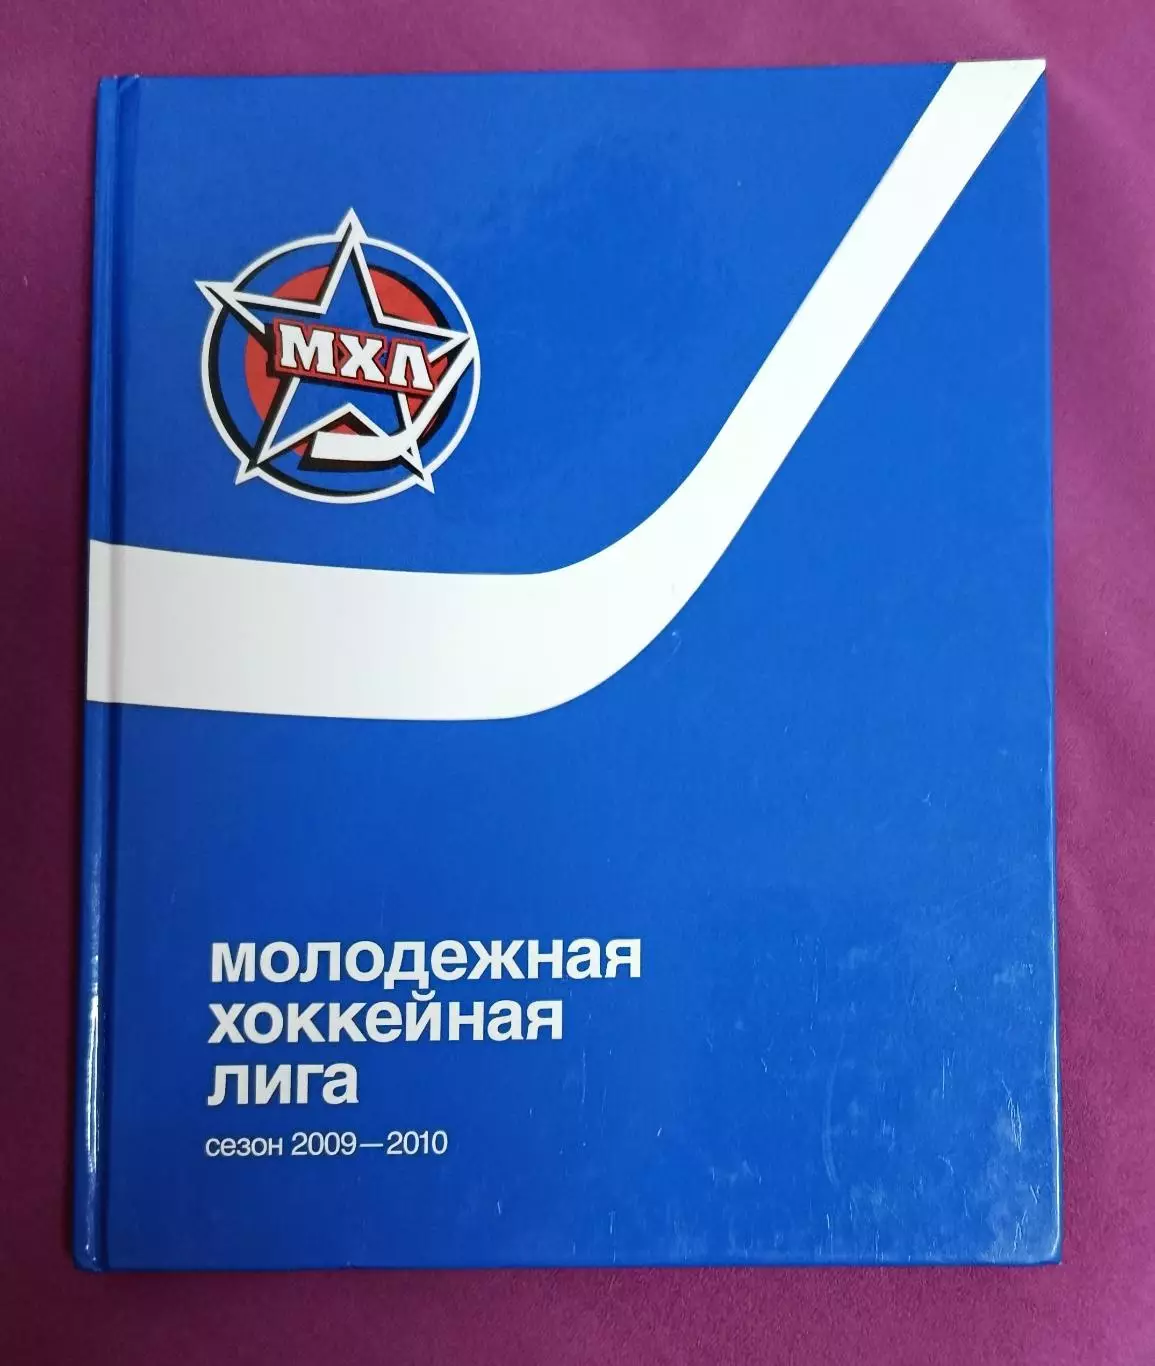 МХЛ
молодежная
хоккейная
лига
сезон 2009—2010